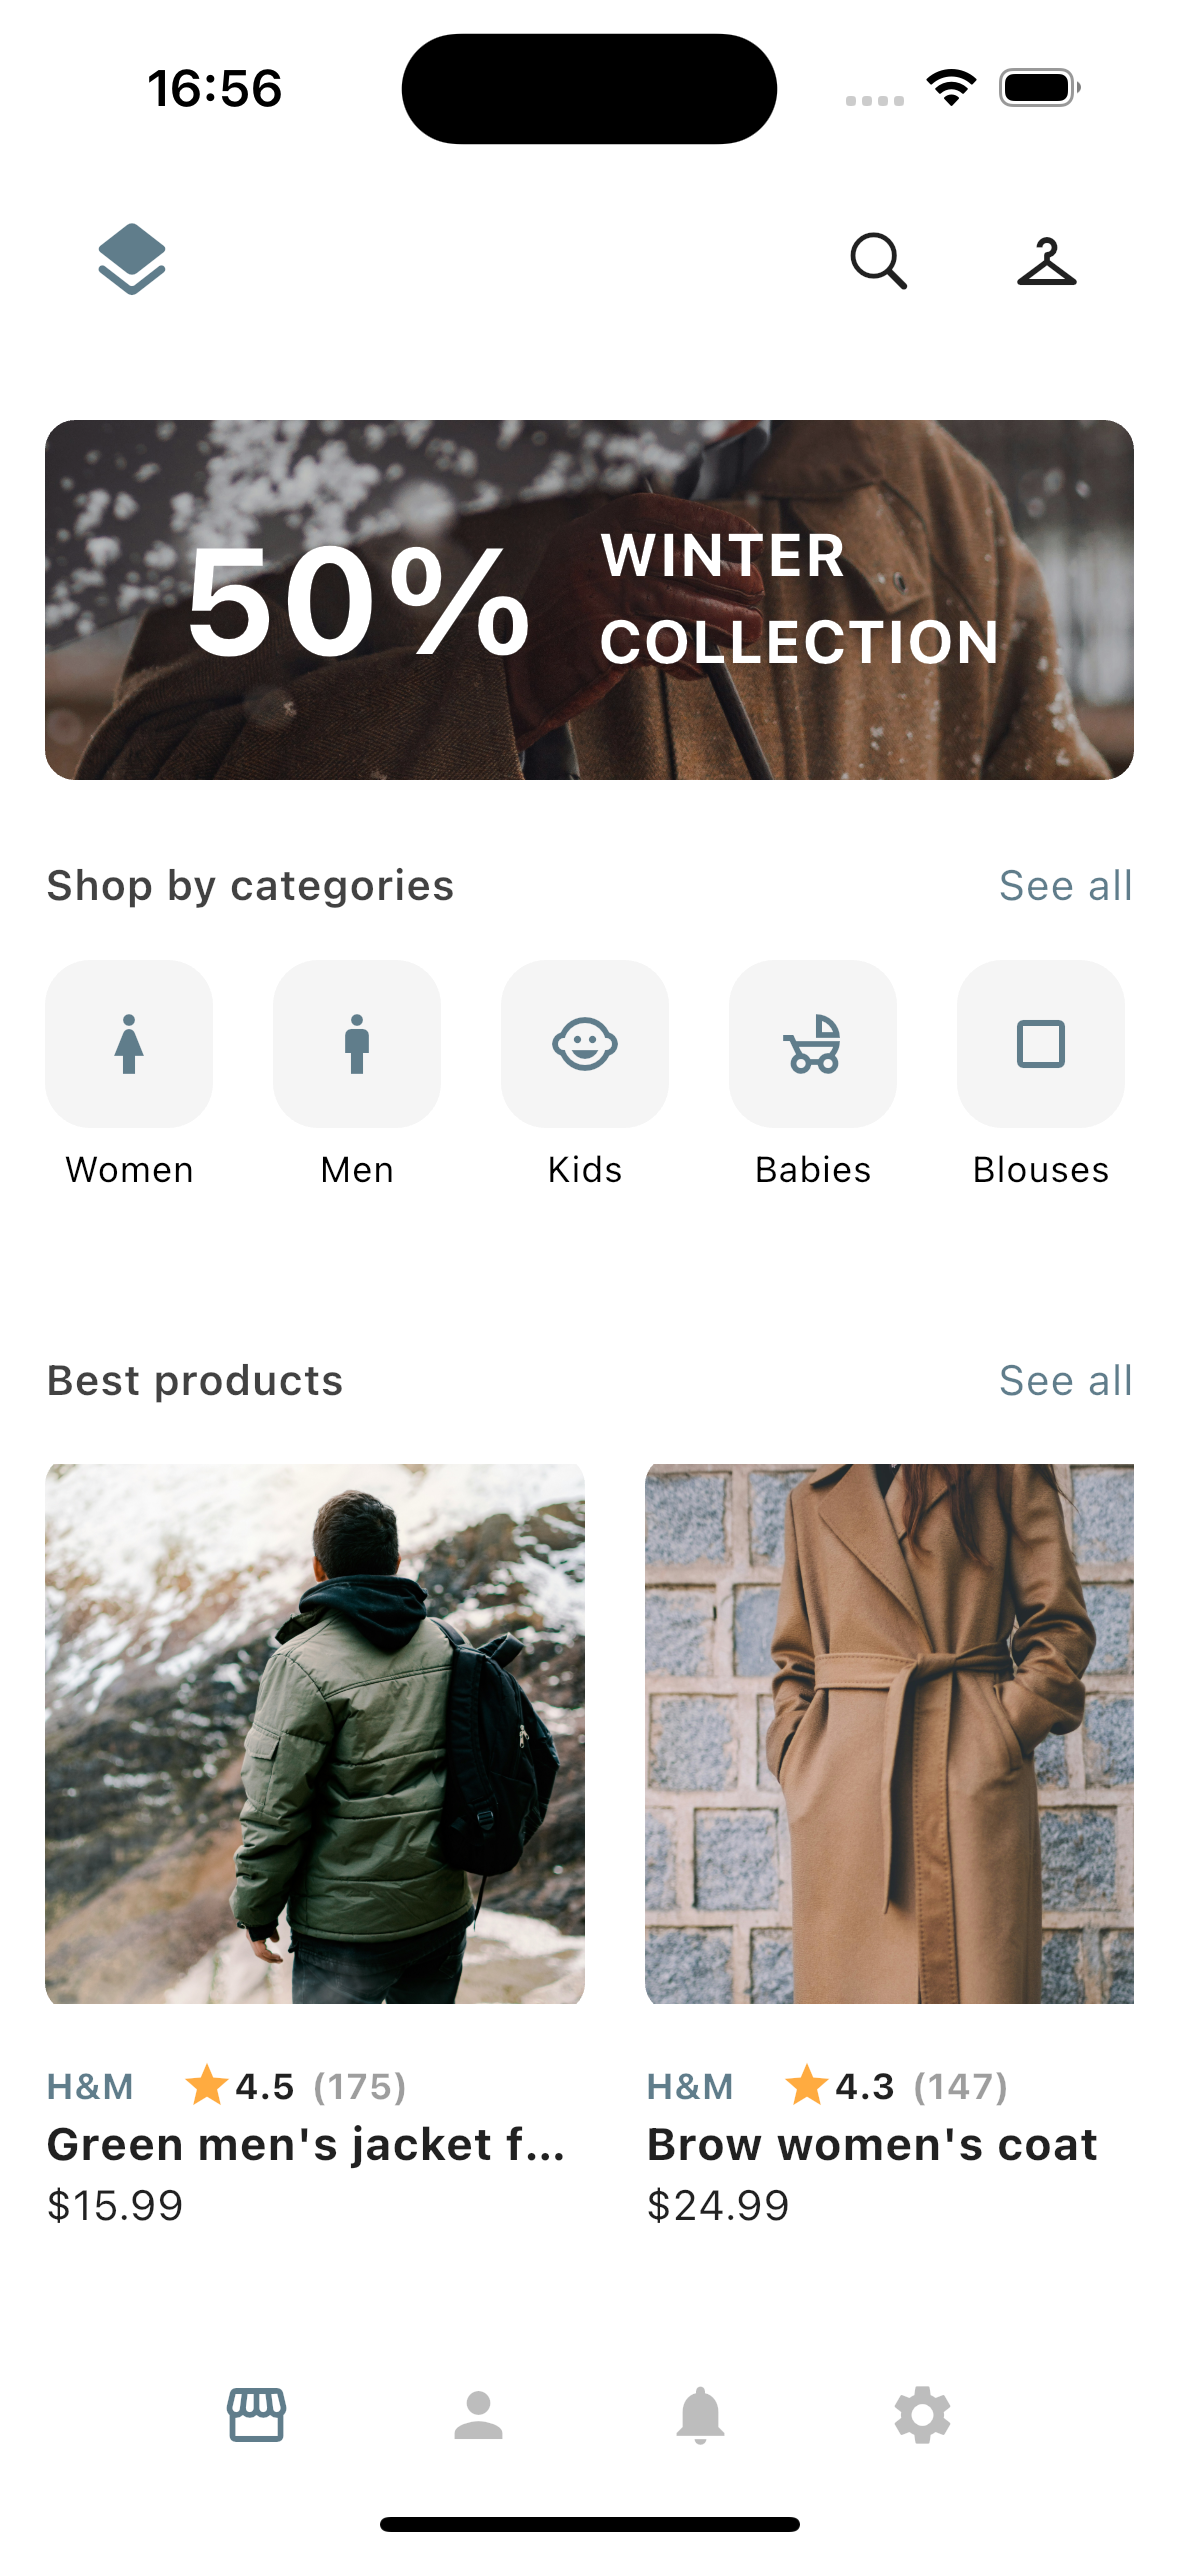 16:56
50%
WINTER
COLLECTION
Shop by categories
See all
Women
Men
Kids
Babies
Blouses
Best products
See all
H&M 4.5 (175)
Green men's jacket f...
$15.99
H&M 4.3 (147)
Brow women's coat
$24.99